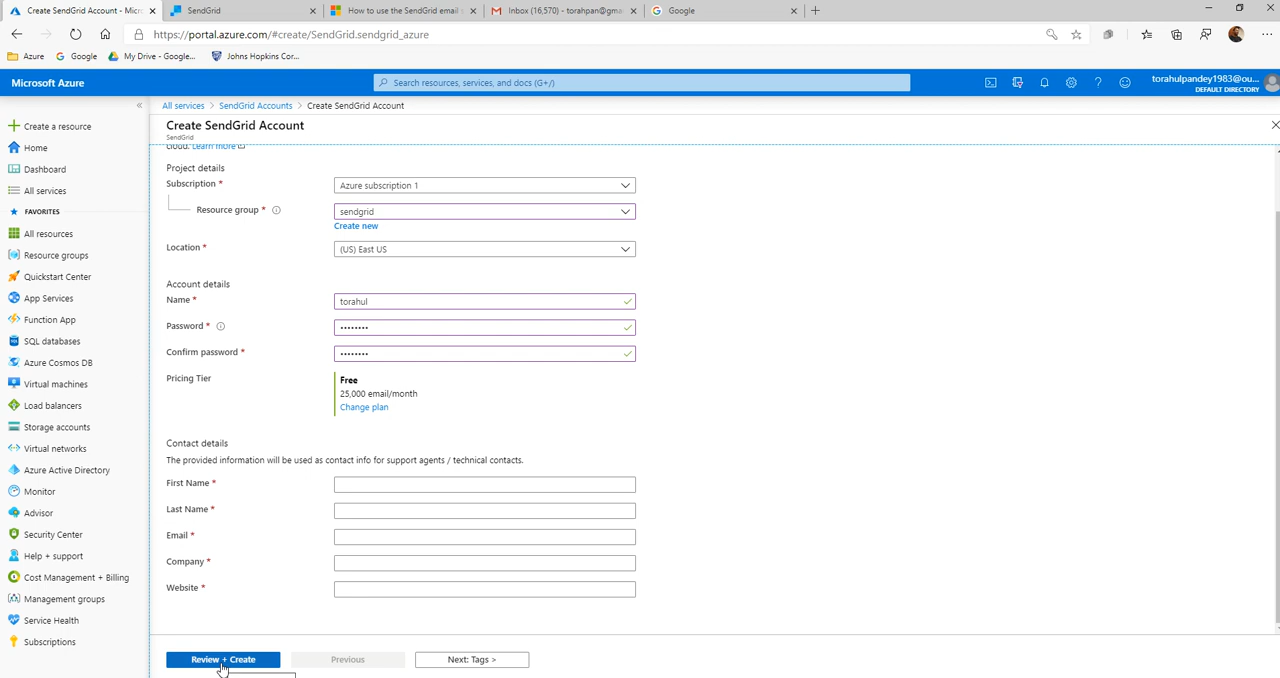 Create SendGrid Account - Micro
SendGrid
How to use the SendGrid email s
Inbox (16,570) - torahpan@gma
Google
https://portal.azure.com/#create/SendGrid.sendgrid_azure
Azure
Google
My Drive - Google...
Johns Hopkins Cor...
Microsoft Azure
Search resources, services, and docs (G+/)
torahulpandey1983@ou...
DEFAULT DIRECTORY
All services > SendGrid Accounts > Create SendGrid Account
Create SendGrid Account
SendGrid
cloud. Learn more
Create a resource
Home
Dashboard
All services
FAVORITES
All resources
Resource groups
Quickstart Center
App Services
Function App
SQL databases
Azure Cosmos DB
Virtual machines
Load balancers
Storage accounts
Virtual networks
Azure Active Directory
Monitor
Advisor
Security Center
Help + support
Cost Management + Billing
Management groups
Service Health
Subscriptions
Project details
Subscription *
Azure subscription 1
Resource group *
sendgrid
Create new
Location *
(US) East US
Account details
Name *
torahul
Password *
••••••••
Confirm password *
••••••••
Pricing Tier
Free
25,000 email/month
Change plan
Contact details
The provided information will be used as contact info for support agents / technical contacts.
First Name *
Last Name *
Email *
Company *
Website *
Review + Create
Previous
Next: Tags >